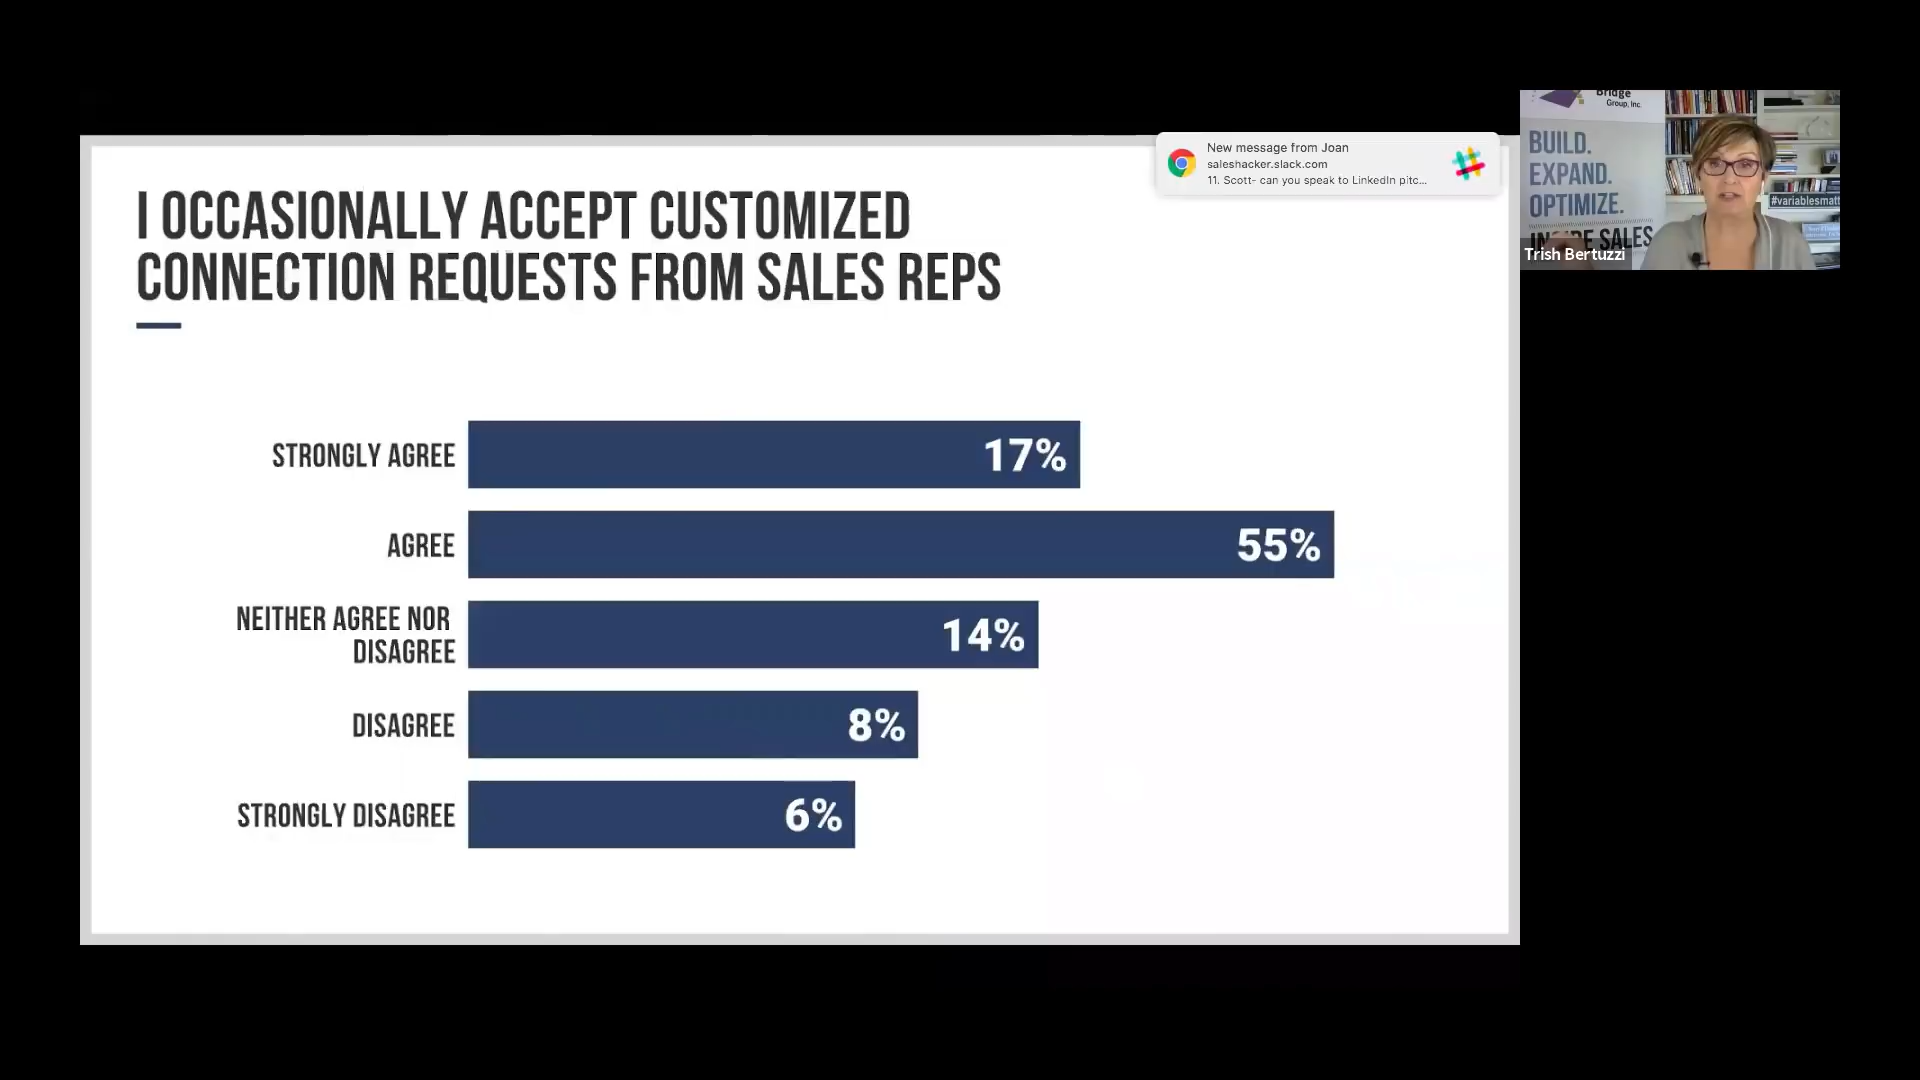 I OCCASIONALLY ACCEPT CUSTOMIZED
CONNECTION REQUESTS FROM SALES REPS
STRONGLY AGREE 17%
AGREE 55%
NEITHER AGREE NOR
DISAGREE 14%
DISAGREE 8%
STRONGLY DISAGREE 6%
New message from Joan
saleshacker.slack.com
11. Scott- can you speak to LinkedIn pitc...
Bridge
Group, Inc.
BUILD.
EXPAND.
OPTIMIZE.
INSIDE SALES
#variablesmatt
Trish Bertuzzi